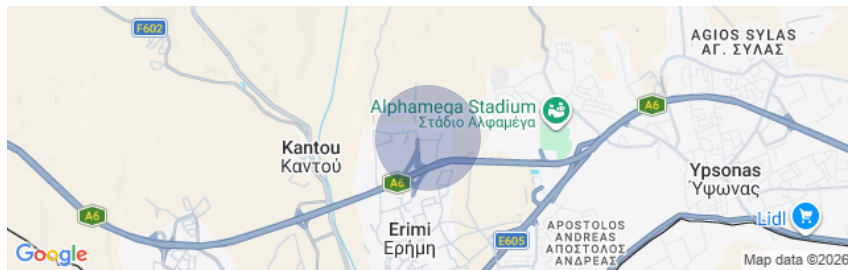 F602
AGIOS SYLAS
ΑΓ. ΣΥΛΑΣ
Alphamega Stadium
Στάδιο Αλφαμέγα
A6
Kantou
Καντού
Ypsonas
Ύψωνας
A6
A6
Lidl
Erimi
Ερήμη
E605
APOSTOLOS
ANDREAS
ΑΠΟΣΤΟΛΟΣ
ΑΝΔΡΕΑΣ
Google
Map data ©2026